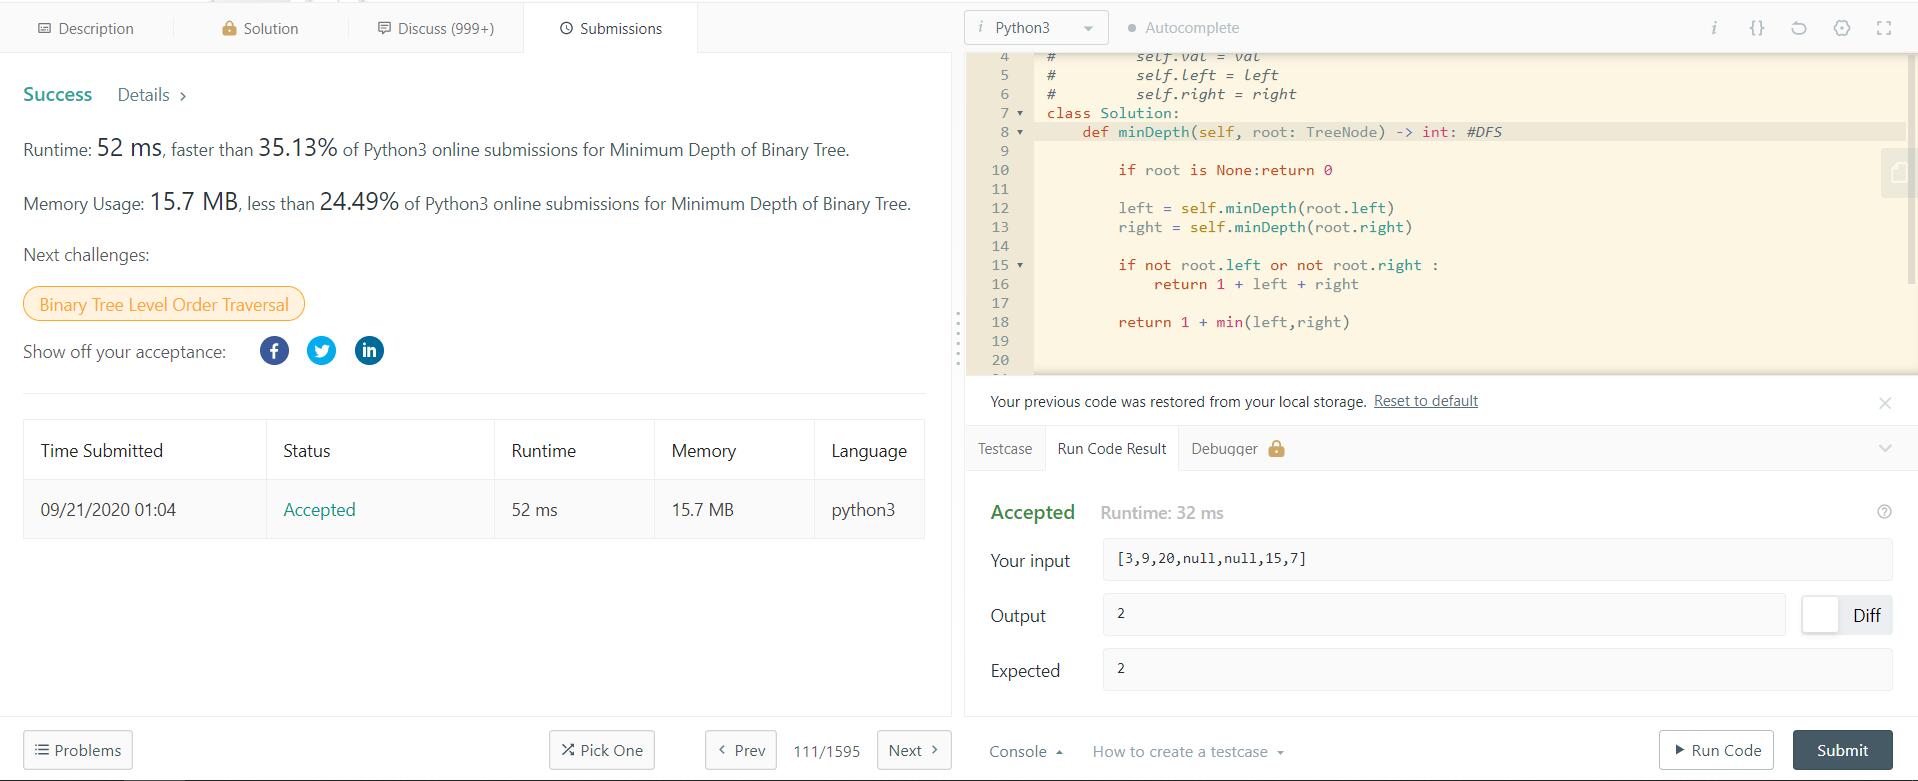 Description
Solution
Discuss (999+)
Submissions
Success Details >
Runtime: 52 ms, faster than 35.13% of Python3 online submissions for Minimum Depth of Binary Tree.
Memory Usage: 15.7 MB, less than 24.49% of Python3 online submissions for Minimum Depth of Binary Tree.
Next challenges:
Binary Tree Level Order Traversal
Show off your acceptance:
Time Submitted Status Runtime Memory Language
09/21/2020 01:04 Accepted 52 ms 15.7 MB python3
Problems
Pick One
< Prev 111/1595 Next >
i Python3 Autocomplete
i {}
4 # self.val = val
5 # self.left = left
6 # self.right = right
7 class Solution:
8 def minDepth(self, root: TreeNode) -> int: #DFS
9
10 if root is None:return 0
11
12 left = self.minDepth(root.left)
13 right = self.minDepth(root.right)
14
15 if not root.left or not root.right :
16 return 1 + left + right
17
18 return 1 + min(left,right)
19
20
Your previous code was restored from your local storage. Reset to default
Testcase Run Code Result Debugger
Accepted Runtime: 32 ms
Your input [3,9,20,null,null,15,7]
Output 2 Diff
Expected 2
Console How to create a testcase
Run Code Submit